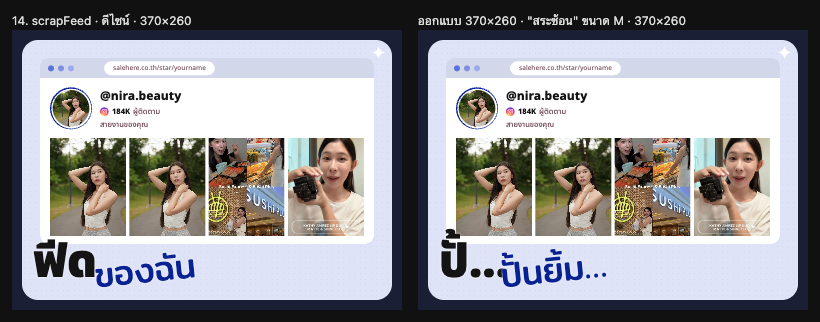 14. scrapFeed · ดีไซน์ · 370×260
salehere.co.th/star/yourname
@nira.beauty
184K ผู้ติดตาม
สายงานของคุณ
ฟีด
ของฉัน
ออกแบบ 370×260 · "สระซ้อน" ขนาด M · 370×260
salehere.co.th/star/yourname
@nira.beauty
184K ผู้ติดตาม
สายงานของคุณ
ปั้...
ปั้นยิ้ม...